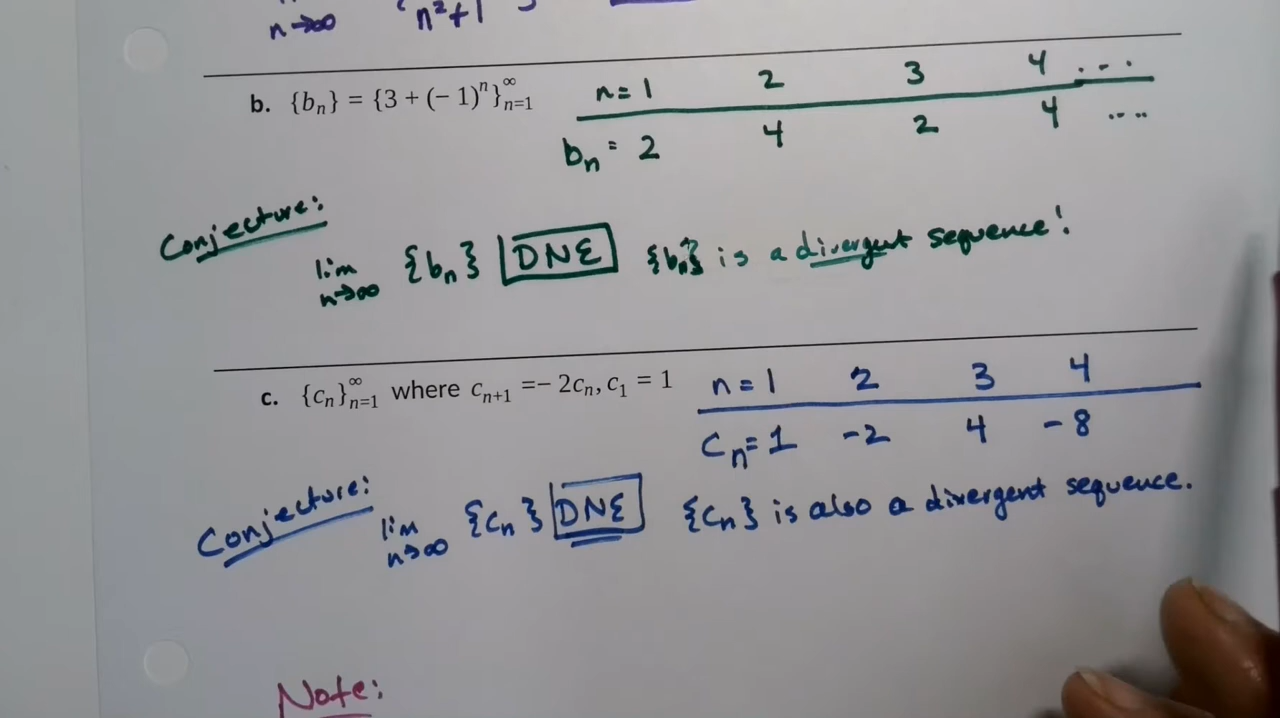 n→∞ n²+1
b. {bₙ} = {3 + (− 1)ⁿ}∞ₙ₌₁ n = 1 2 3 4 ...
bₙ = 2 4 2 4 ....
Conjecture:
lim n→∞ {bₙ} DNE {bₙ} is a divergent sequence!
c. {cₙ}∞ₙ₌₁ where cₙ₊₁ =− 2cₙ, c₁ = 1 n = 1 2 3 4
Cₙ = 1 -2 4 -8
Conjecture: lim n→∞ {Cₙ} DNE {Cₙ} is also a divergent sequence.
Note: